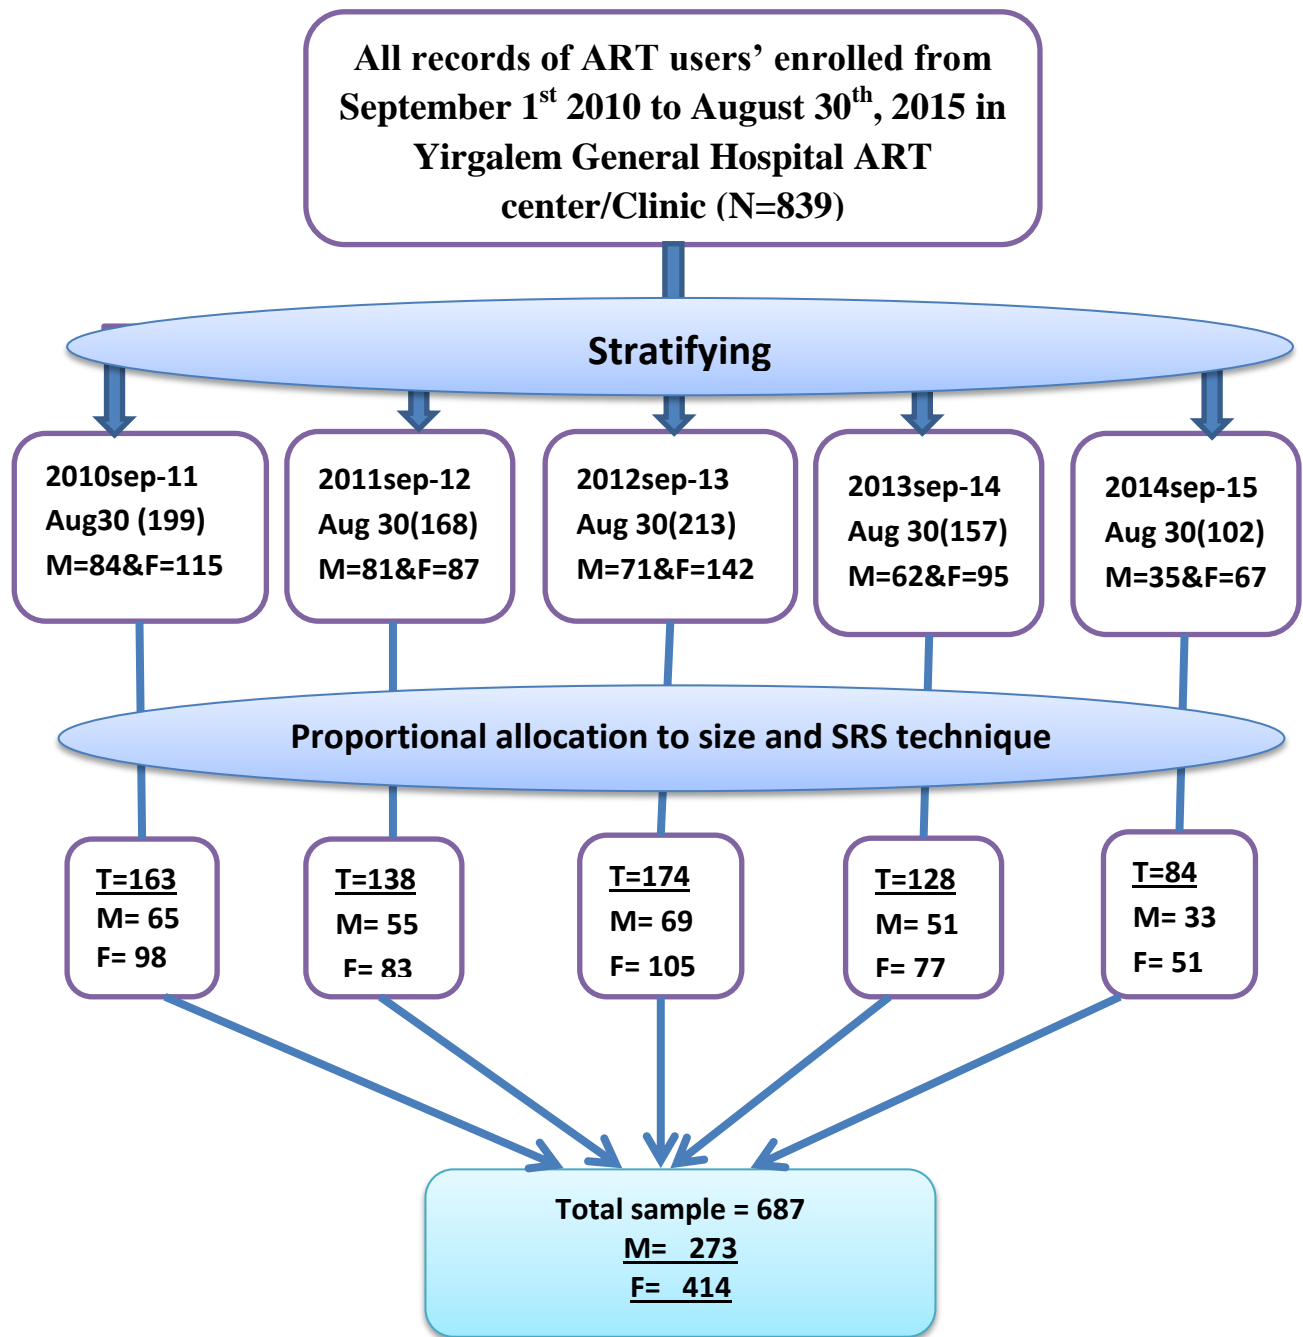 All records of ART users’ enrolled from
September 1st 2010 to August 30th, 2015 in
Yirgalem General Hospital ART
center/Clinic (N=839)
Stratifying
2010sep-11
Aug30 (199)
M=84&F=115
2011sep-12
Aug 30(168)
M=81&F=87
2012sep-13
Aug 30(213)
M=71&F=142
2013sep-14
Aug 30(157)
M=62&F=95
2014sep-15
Aug 30(102)
M=35&F=67
Proportional allocation to size and SRS technique
T=163
M= 65
F= 98
T=138
M= 55
F= 83
T=174
M= 69
F= 105
T=128
M= 51
F= 77
T=84
M= 33
F= 51
Total sample = 687
M= 273
F= 414